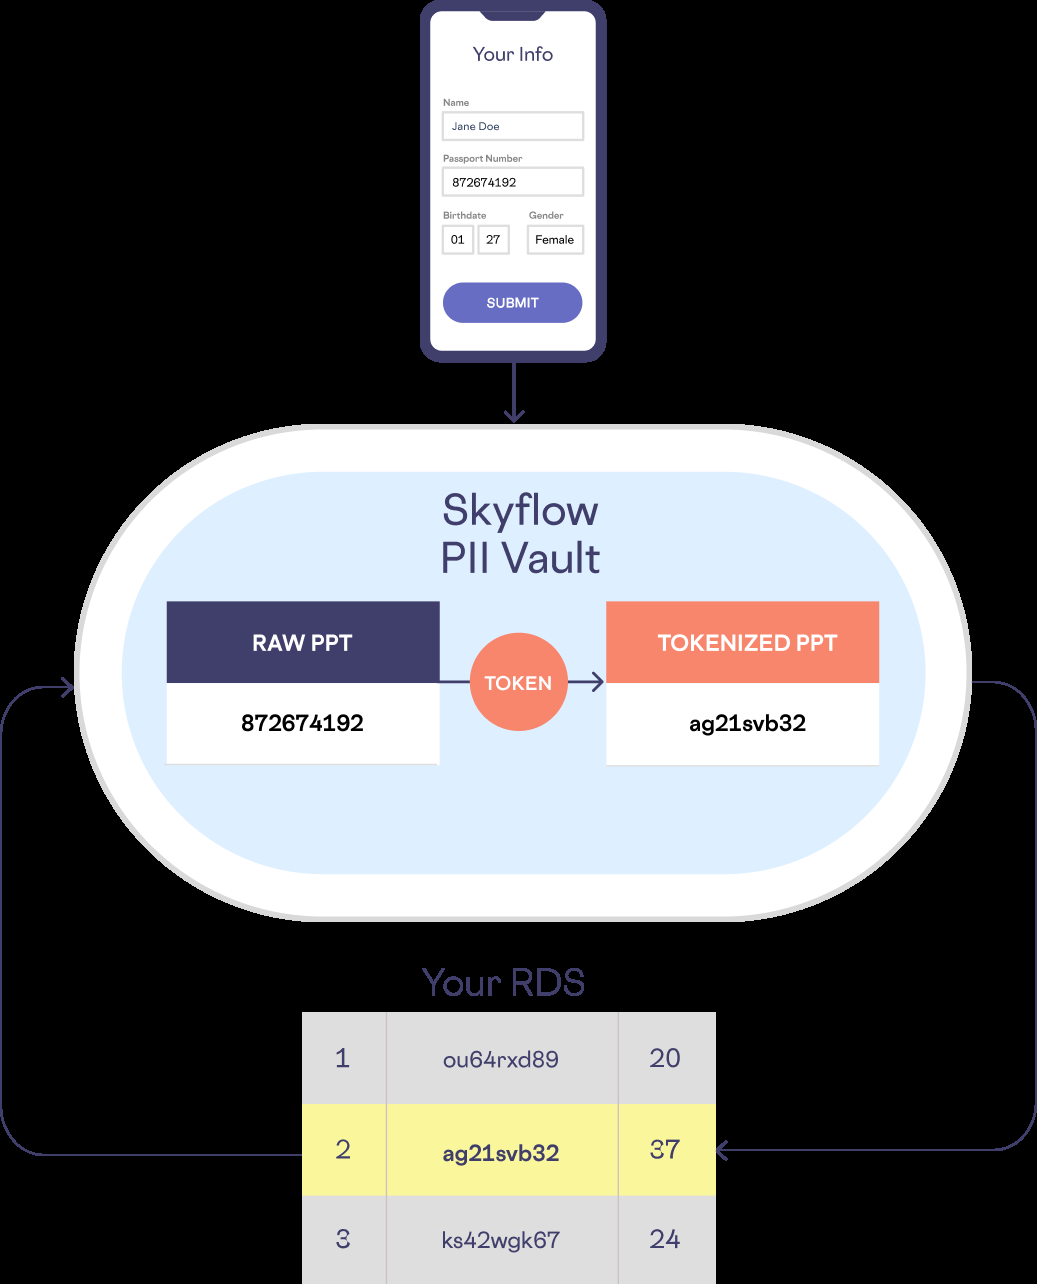 Your Info
Name
Jane Doe
Passport Number
872674192
Birthdate Gender
01 27 Female
SUBMIT
Skyflow
PII Vault
RAW PPT TOKEN TOKENIZED PPT
872674192 ag21svb32
Your RDS
1 ou64rxd89 20
2 ag21svb32 37
3 ks42wgk67 24